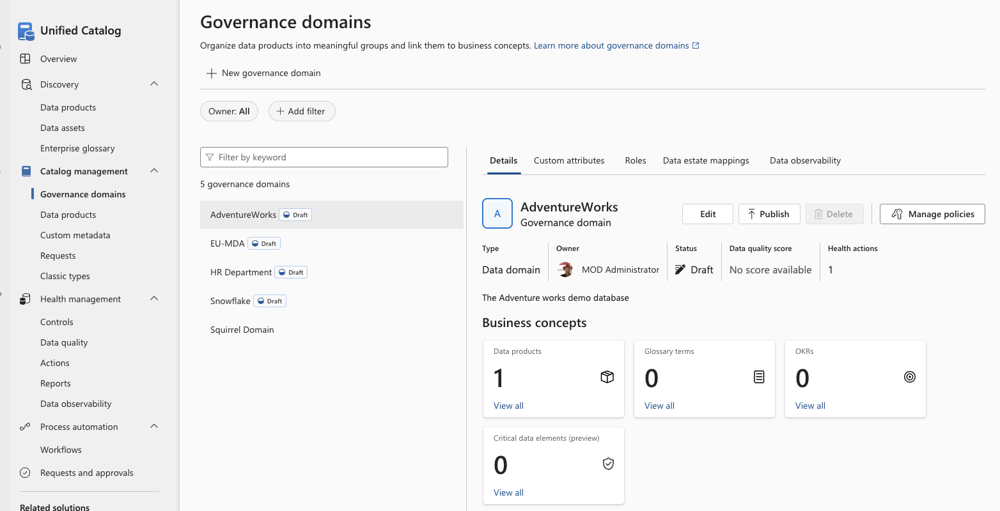 Unified Catalog
Overview
Discovery
Data products
Data assets
Enterprise glossary
Catalog management
Governance domains
Data products
Custom metadata
Requests
Classic types
Health management
Controls
Data quality
Actions
Reports
Data observability
Process automation
Workflows
Requests and approvals
Related solutions
Governance domains
Organize data products into meaningful groups and link them to business concepts. Learn more about governance domains
New governance domain
Owner: All
Add filter
Filter by keyword
5 governance domains
AdventureWorks Draft
EU-MDA Draft
HR Department Draft
Snowflake Draft
Squirrel Domain
Details Custom attributes Roles Data estate mappings Data observability
A
AdventureWorks
Governance domain
Edit Publish Delete Manage policies
Type Owner Status Data quality score Health actions
Data domain MOD Administrator Draft No score available 1
The Adventure works demo database
Business concepts
Data products
1
View all
Glossary terms
0
View all
OKRs
0
View all
Critical data elements (preview)
0
View all